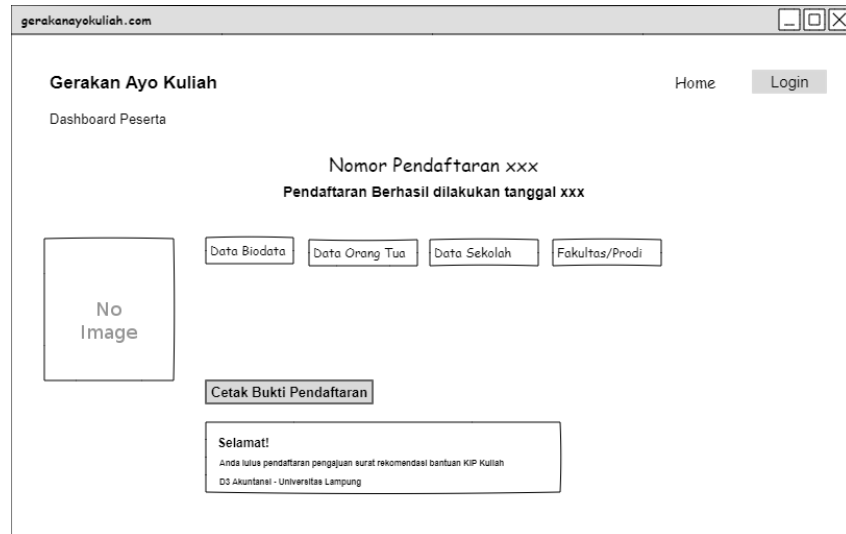 gerakanayokuliah.com
Gerakan Ayo Kuliah
Home
Login
Dashboard Peserta
Nomor Pendaftaran xxx
Pendaftaran Berhasil dilakukan tanggal xxx
Data Biodata
Data Orang Tua
Data Sekolah
Fakultas/Prodi
No
Image
Cetak Bukti Pendaftaran
Selamat!
Anda lulus pendaftaran pengajuan surat rekomendasi bantuan KIP Kuliah
D3 Akuntansi - Universitas Lampung